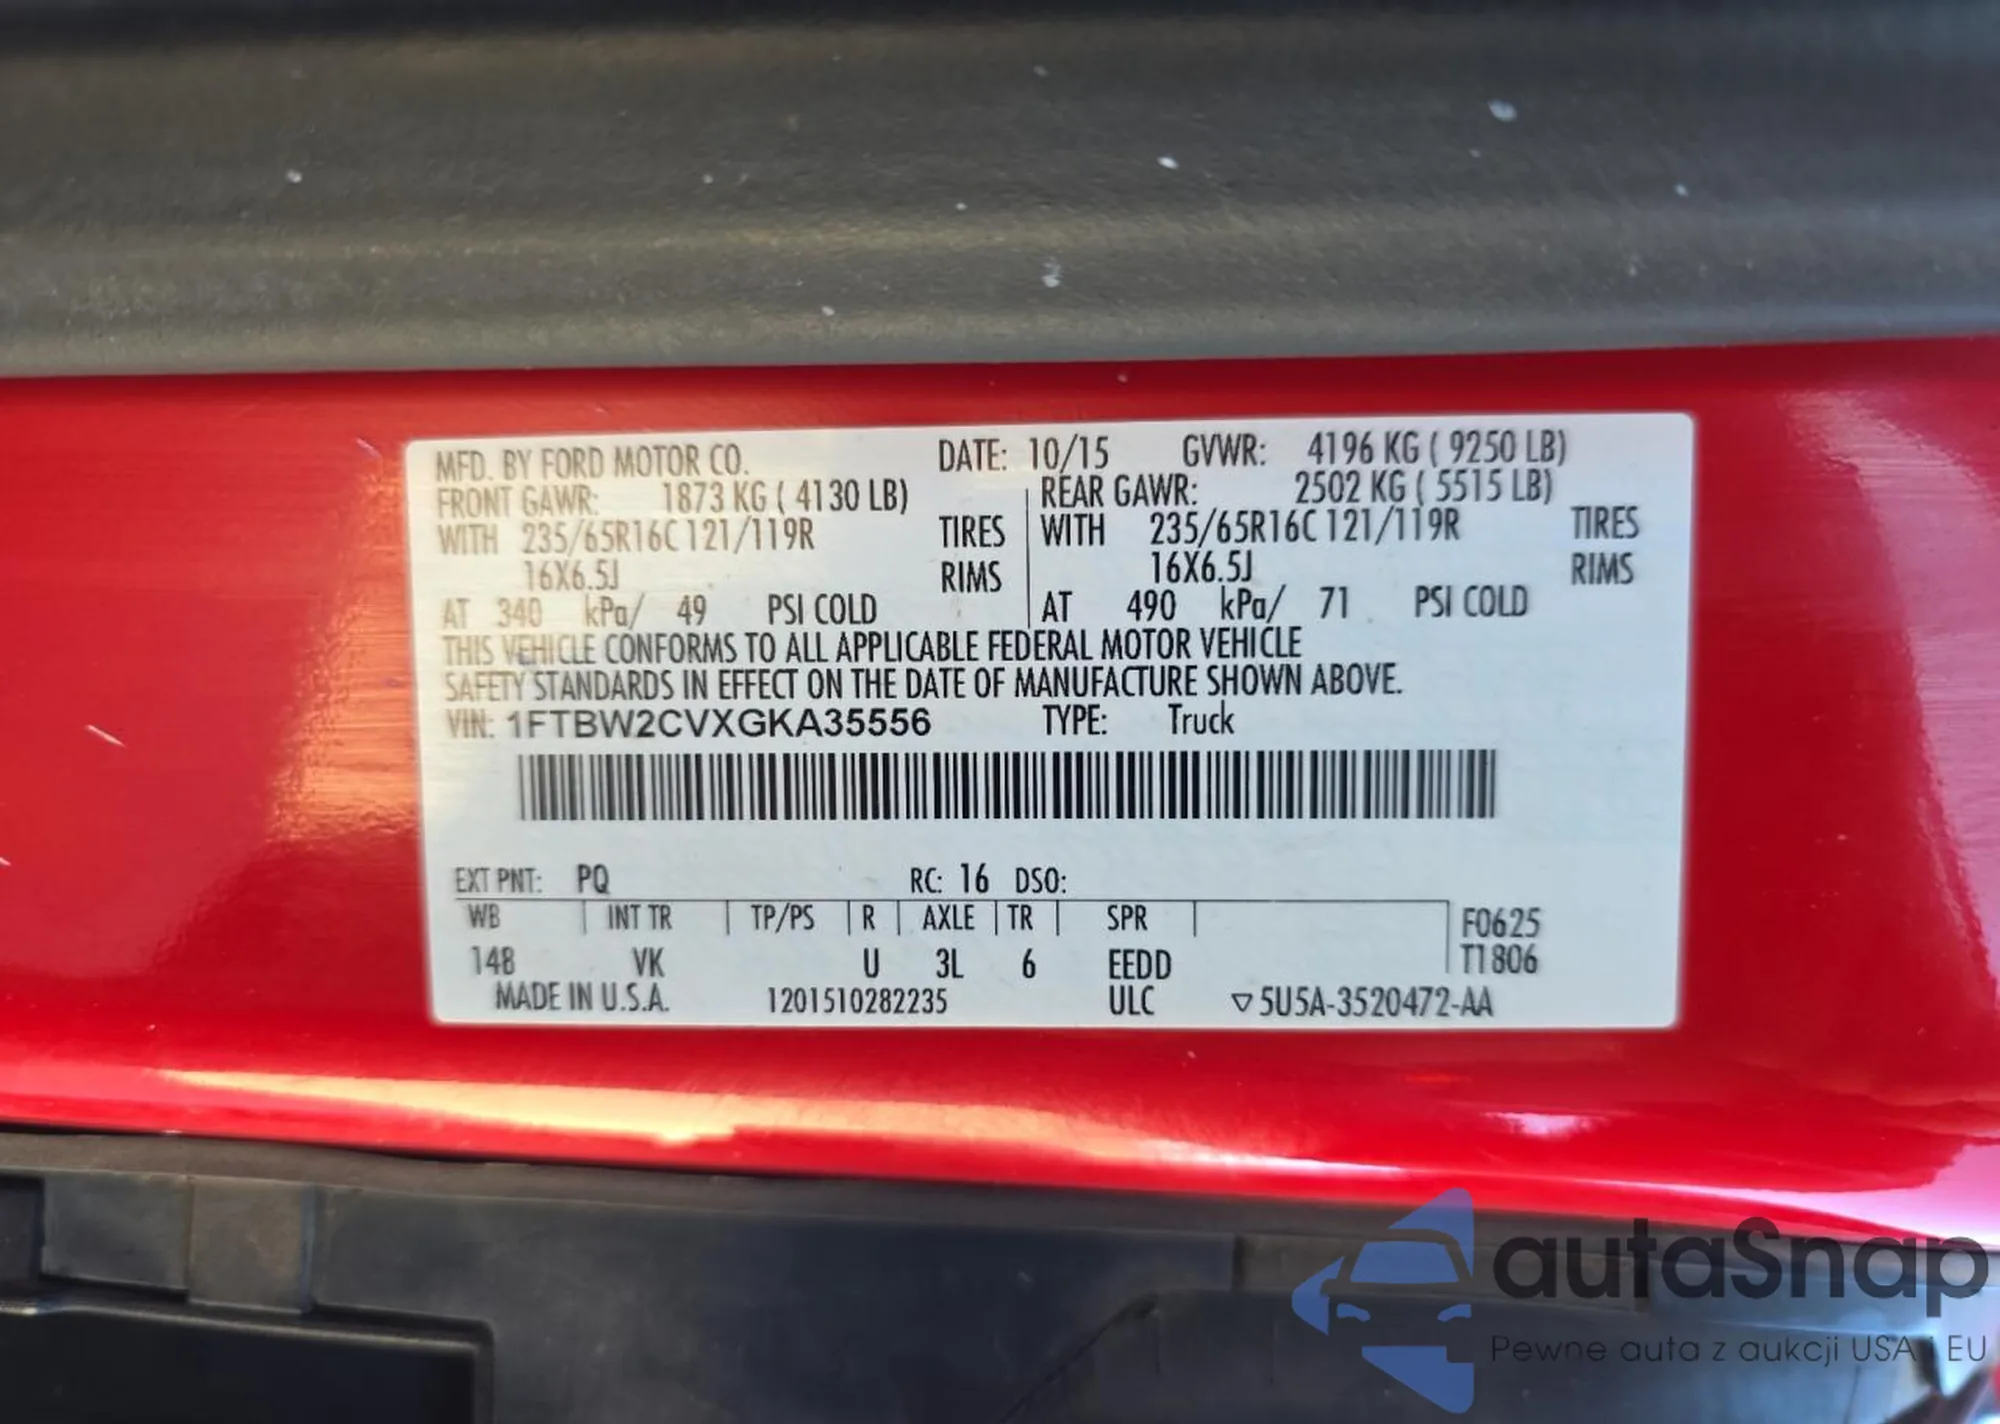 MFD. BY FORD MOTOR CO. DATE: 10/15 GVWR: 4196 KG ( 9250 LB)
FRONT GAWR: 1873 KG ( 4130 LB) REAR GAWR: 2502 KG ( 5515 LB)
WITH 235/65R16C 121/119R TIRES WITH 235/65R16C 121/119R TIRES
16X6.5J RIMS 16X6.5J RIMS
AT 340 kPa/ 49 PSI COLD AT 490 kPa/ 71 PSI COLD
THIS VEHICLE CONFORMS TO ALL APPLICABLE FEDERAL MOTOR VEHICLE
SAFETY STANDARDS IN EFFECT ON THE DATE OF MANUFACTURE SHOWN ABOVE.
VIN: 1FTBW2CVXGKA35556 TYPE: Truck
EXT PNT: PQ RC: 16 DSO:
WB INT TR TP/PS R AXLE TR SPR F0625
148 VK U 3L 6 EEDD T1806
MADE IN U.S.A. 1201510282235 ULC ▽5U5A-3520472-AA
autaSnap
Pewne auta z aukcji USA i EU